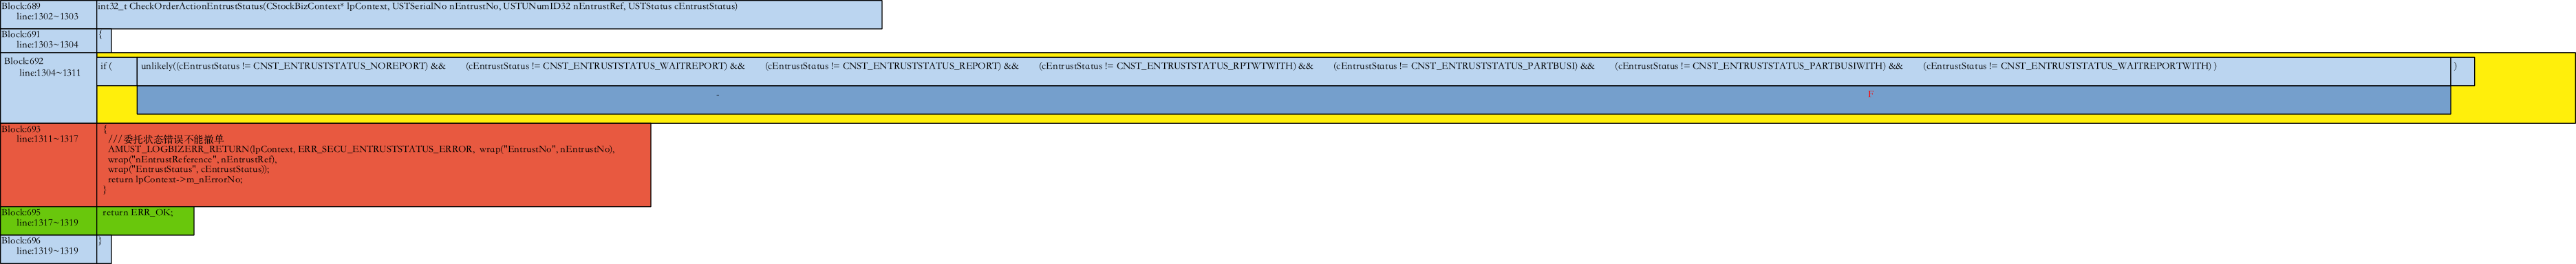 Block:689
line:1302~1303
int32_t CheckOrderActionEntrustStatus(CStockBizContext* lpContext, USTSerialNo nEntrustNo, USTUNumID32 nEntrustRef, USTStatus cEntrustStatus)
Block:691
line:1303~1304
{
Block:692
line:1304~1311
if ( unlikely((cEntrustStatus != CNST_ENTRUSTSTATUS_NOREPORT) && (cEntrustStatus != CNST_ENTRUSTSTATUS_WAITREPORT) && (cEntrustStatus != CNST_ENTRUSTSTATUS_REPORT) && (cEntrustStatus != CNST_ENTRUSTSTATUS_RPTWTWITH) && (cEntrustStatus != CNST_ENTRUSTSTATUS_PARTBUSI) && (cEntrustStatus != CNST_ENTRUSTSTATUS_PARTBUSIWITH) && (cEntrustStatus != CNST_ENTRUSTSTATUS_WAITREPORTWITH) ) )
- F
Block:693
line:1311~1317
{
///委托状态错误不能撤单
AMUST_LOGBIZERR_RETURN(lpContext, ERR_SECU_ENTRUSTSTATUS_ERROR, wrap("EntrustNo", nEntrustNo),
wrap("nEntrustReference", nEntrustRef),
wrap("EntrustStatus", cEntrustStatus));
return lpContext->m_nErrorNo;
}
Block:695
line:1317~1319
return ERR_OK;
Block:696
line:1319~1319
}